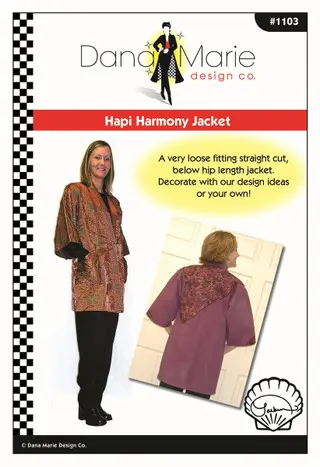 #1103
Dana Marie
design co.
Hapi Harmony Jacket
A very loose fitting straight cut,
below hip length jacket.
Decorate with our design ideas
or your own!
© Dana Marie Design Co.